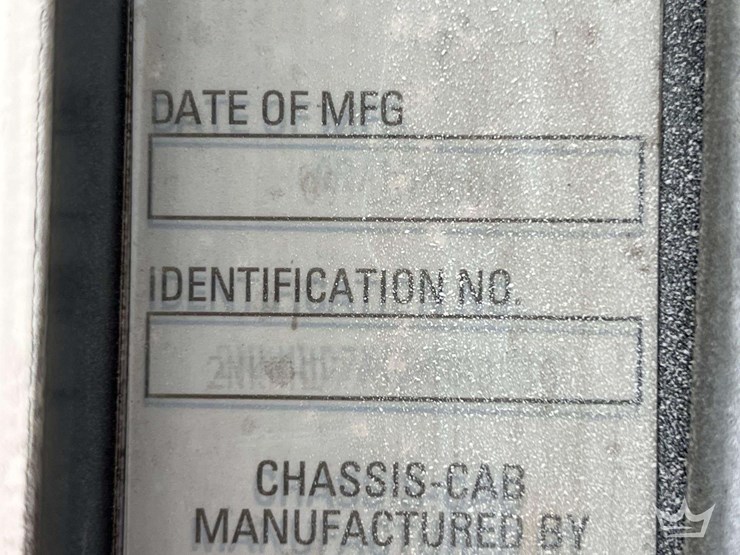 DATE OF MFG
IDENTIFICATION NO.
CHASSIS-CAB
MANUFACTURED BY